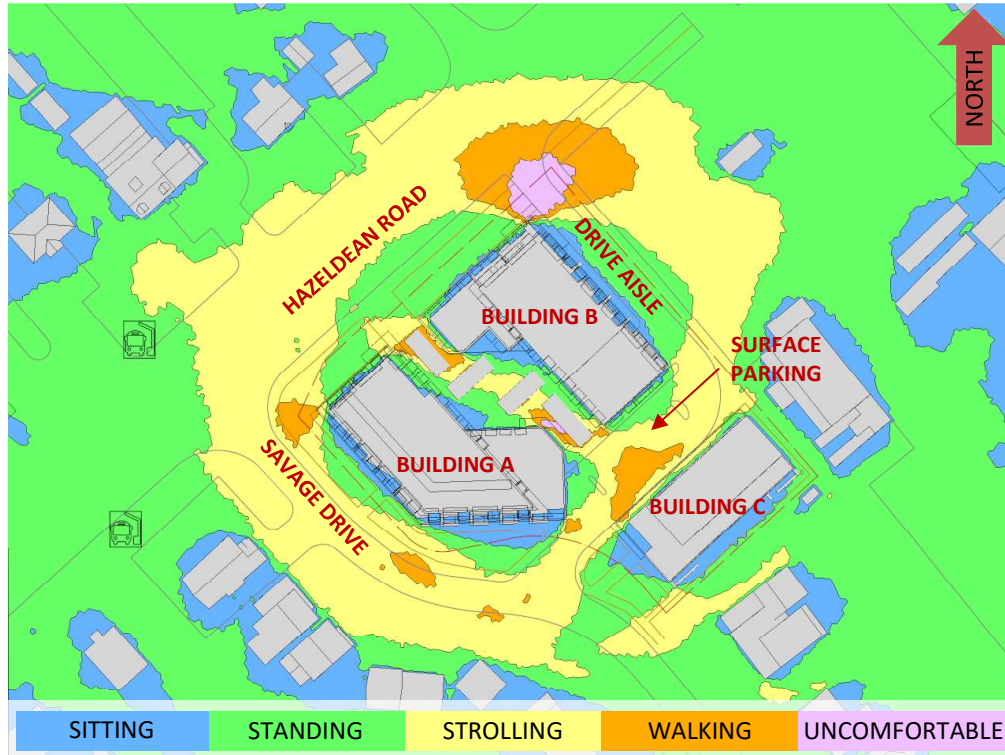 NORTH
HAZELDEAN ROAD
DRIVE AISLE
BUILDING B
SURFACE
PARKING
BUILDING A
SAVAGE DRIVE
BUILDING C
SITTING
STANDING
STROLLING
WALKING
UNCOMFORTABLE